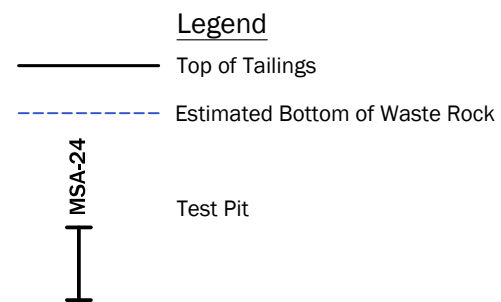 Legend
Top of Tailings
Estimated Bottom of Waste Rock
MSA-24
Test Pit